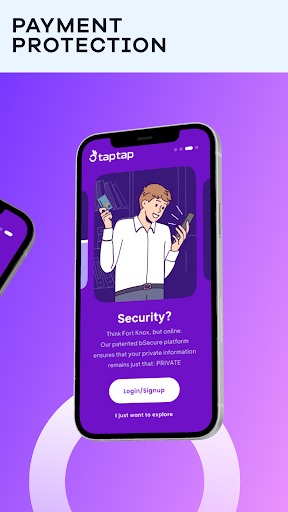 PAYMENT
PROTECTION
taptap
Security?
Think Fort Knox, but online.
Our patented bSecure platform
ensures that your private information
remains just that: PRIVATE
Login/Signup
I just want to explore